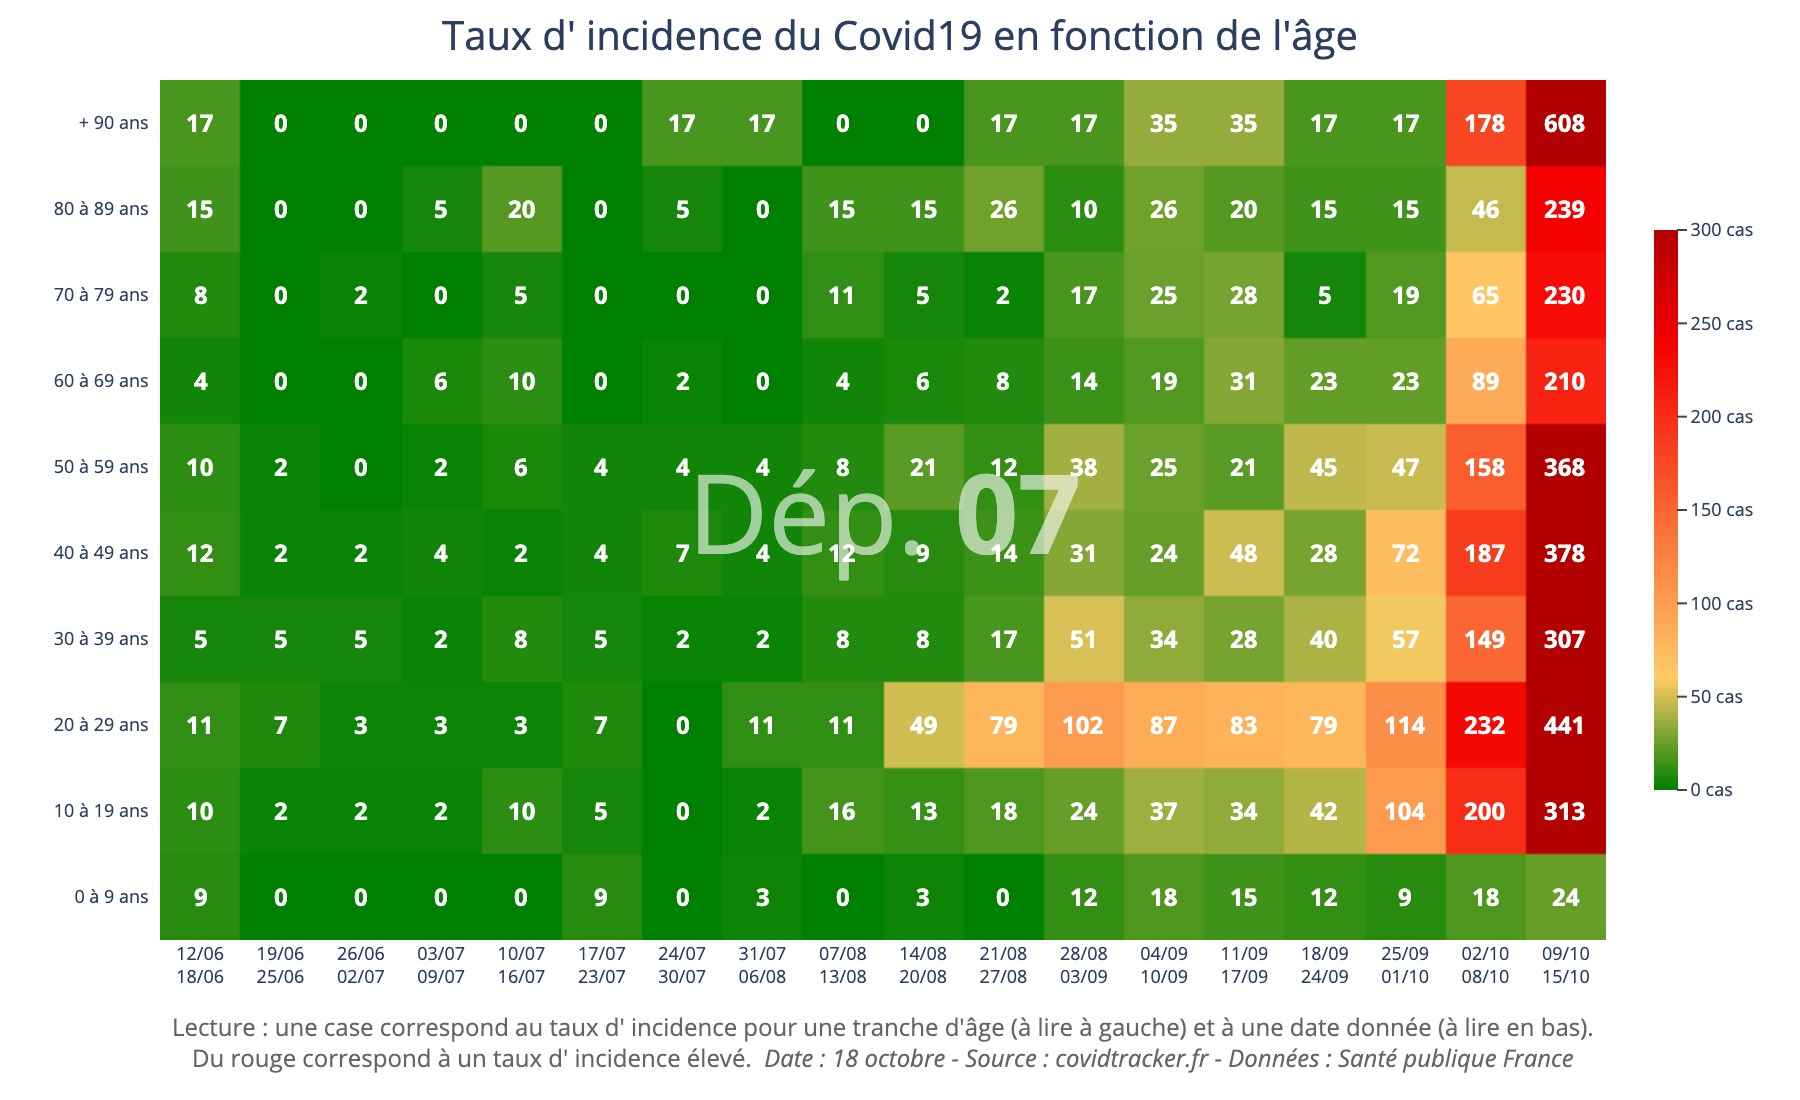 Taux d' incidence du Covid19 en fonction de l'âge
+ 90 ans 17 0 0 0 0 0 17 17 0 0 17 17 35 35 17 17 178 608
80 à 89 ans 15 0 0 5 20 0 5 0 15 15 26 10 26 20 15 15 46 239
70 à 79 ans 8 0 2 0 5 0 0 0 11 5 2 17 25 28 5 19 65 230
60 à 69 ans 4 0 0 6 10 0 2 0 4 6 8 14 19 31 23 23 89 210
50 à 59 ans 10 2 0 2 6 4 4 4 8 21 12 38 25 21 45 47 158 368
Dép. 07
40 à 49 ans 12 2 2 4 2 4 7 4 12 9 14 31 24 48 28 72 187 378
30 à 39 ans 5 5 5 2 8 5 2 2 8 8 17 51 34 28 40 57 149 307
20 à 29 ans 11 7 3 3 3 7 0 11 11 49 79 102 87 83 79 114 232 441
10 à 19 ans 10 2 2 2 10 5 0 2 16 13 18 24 37 34 42 104 200 313
0 à 9 ans 9 0 0 0 0 9 0 3 0 3 0 12 18 15 12 9 18 24
12/06 19/06 26/06 03/07 10/07 17/07 24/07 31/07 07/08 14/08 21/08 28/08 04/09 11/09 18/09 25/09 02/10 09/10
18/06 25/06 02/07 09/07 16/07 23/07 30/07 06/08 13/08 20/08 27/08 03/09 10/09 17/09 24/09 01/10 08/10 15/10
300 cas
250 cas
200 cas
150 cas
100 cas
50 cas
0 cas
Lecture : une case correspond au taux d' incidence pour une tranche d'âge (à lire à gauche) et à une date donnée (à lire en bas).
Du rouge correspond à un taux d' incidence élevé. Date : 18 octobre - Source : covidtracker.fr - Données : Santé publique France